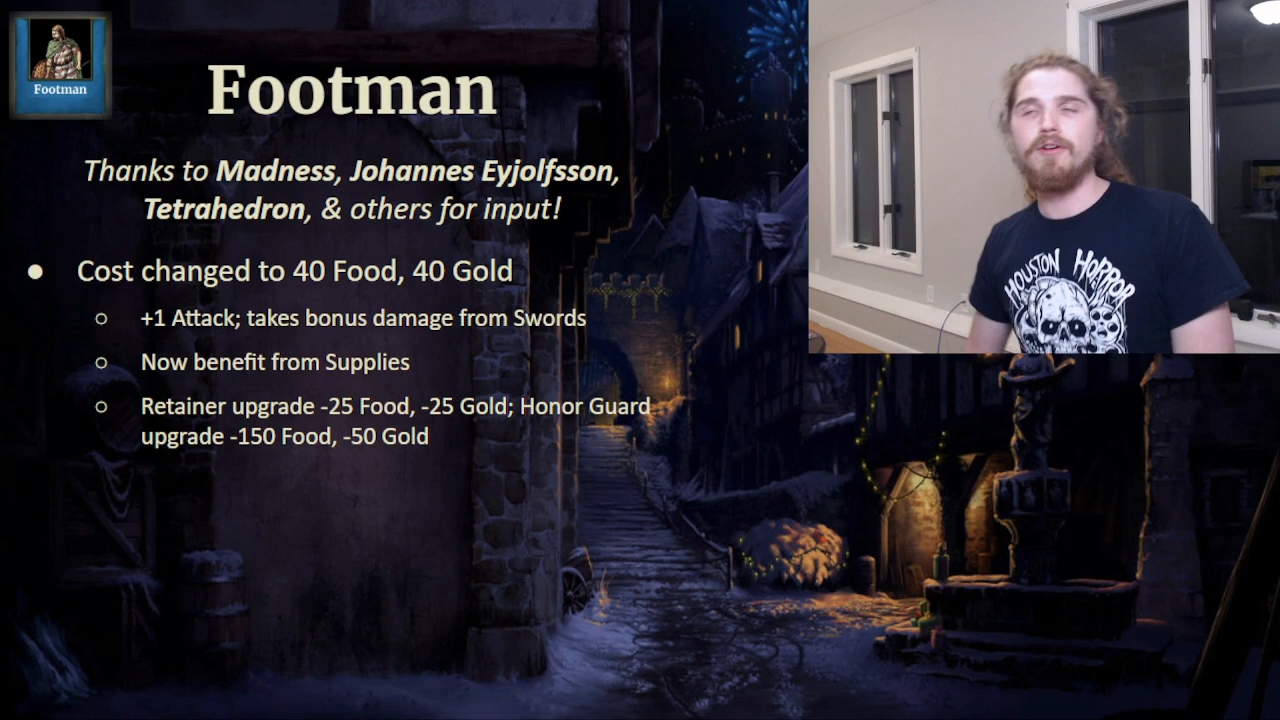 Footman
Footman
Thanks to Madness, Johannes Eyjolfsson,
Tetrahedron, & others for input!
● Cost changed to 40 Food, 40 Gold
○ +1 Attack; takes bonus damage from Swords
○ Now benefit from Supplies
○ Retainer upgrade -25 Food, -25 Gold; Honor Guard
upgrade -150 Food, -50 Gold
HOUSTON HORROR